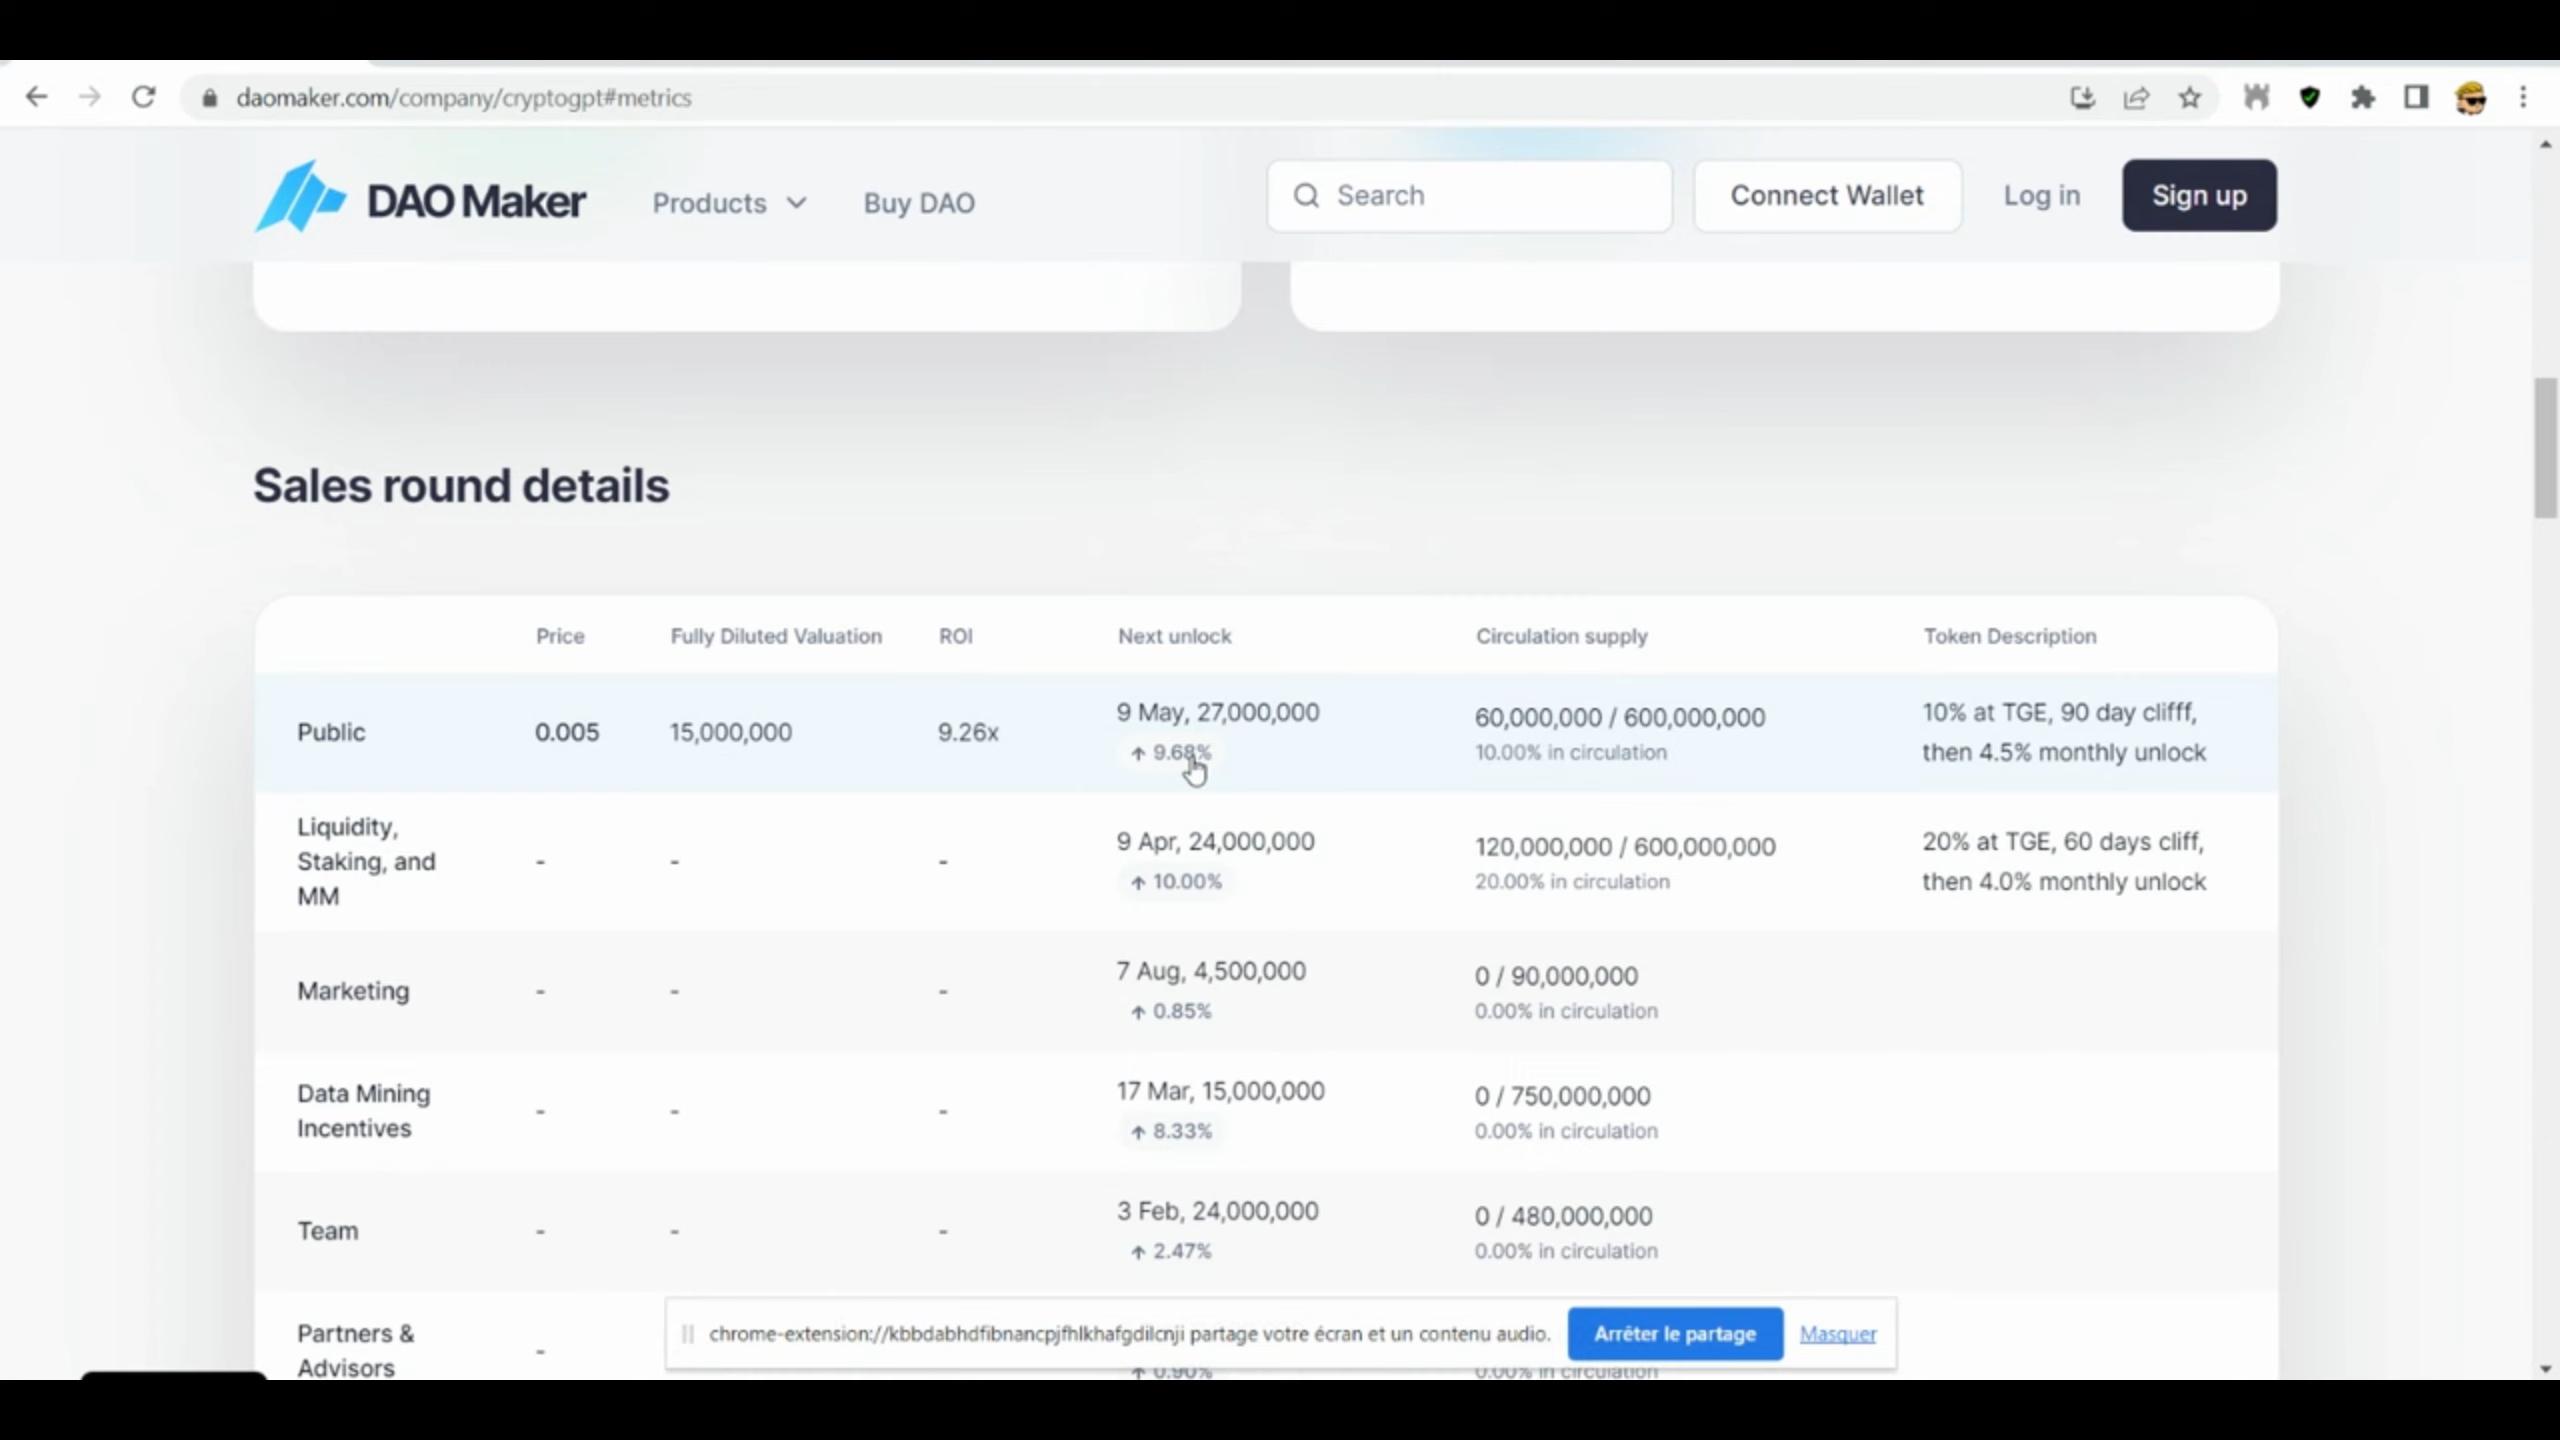 daomaker.com/company/cryptogpt#metrics
DAO Maker
Products
Buy DAO
Search
Connect Wallet
Log in
Sign up
Sales round details
Price
Fully Diluted Valuation
ROI
Next unlock
Circulation supply
Token Description
Public
0.005
15,000,000
9.26x
9 May, 27,000,000
↑ 9.68%
60,000,000 / 600,000,000
10.00% in circulation
10% at TGE, 90 day clifff,
then 4.5% monthly unlock
Liquidity,
Staking, and
MM
-
-
-
9 Apr, 24,000,000
↑ 10.00%
120,000,000 / 600,000,000
20.00% in circulation
20% at TGE, 60 days cliff,
then 4.0% monthly unlock
Marketing
-
-
-
7 Aug, 4,500,000
↑ 0.85%
0 / 90,000,000
0.00% in circulation
Data Mining
Incentives
-
-
-
17 Mar, 15,000,000
↑ 8.33%
0 / 750,000,000
0.00% in circulation
Team
-
-
-
3 Feb, 24,000,000
↑ 2.47%
0 / 480,000,000
0.00% in circulation
Partners &
Advisors
-
↑ 0.90%
0.00% in circulation
chrome-extension://kbbdabhdfibnancpjfhlkhafgdilcnji partage votre écran et un contenu audio.
Arrêter le partage
Masquer